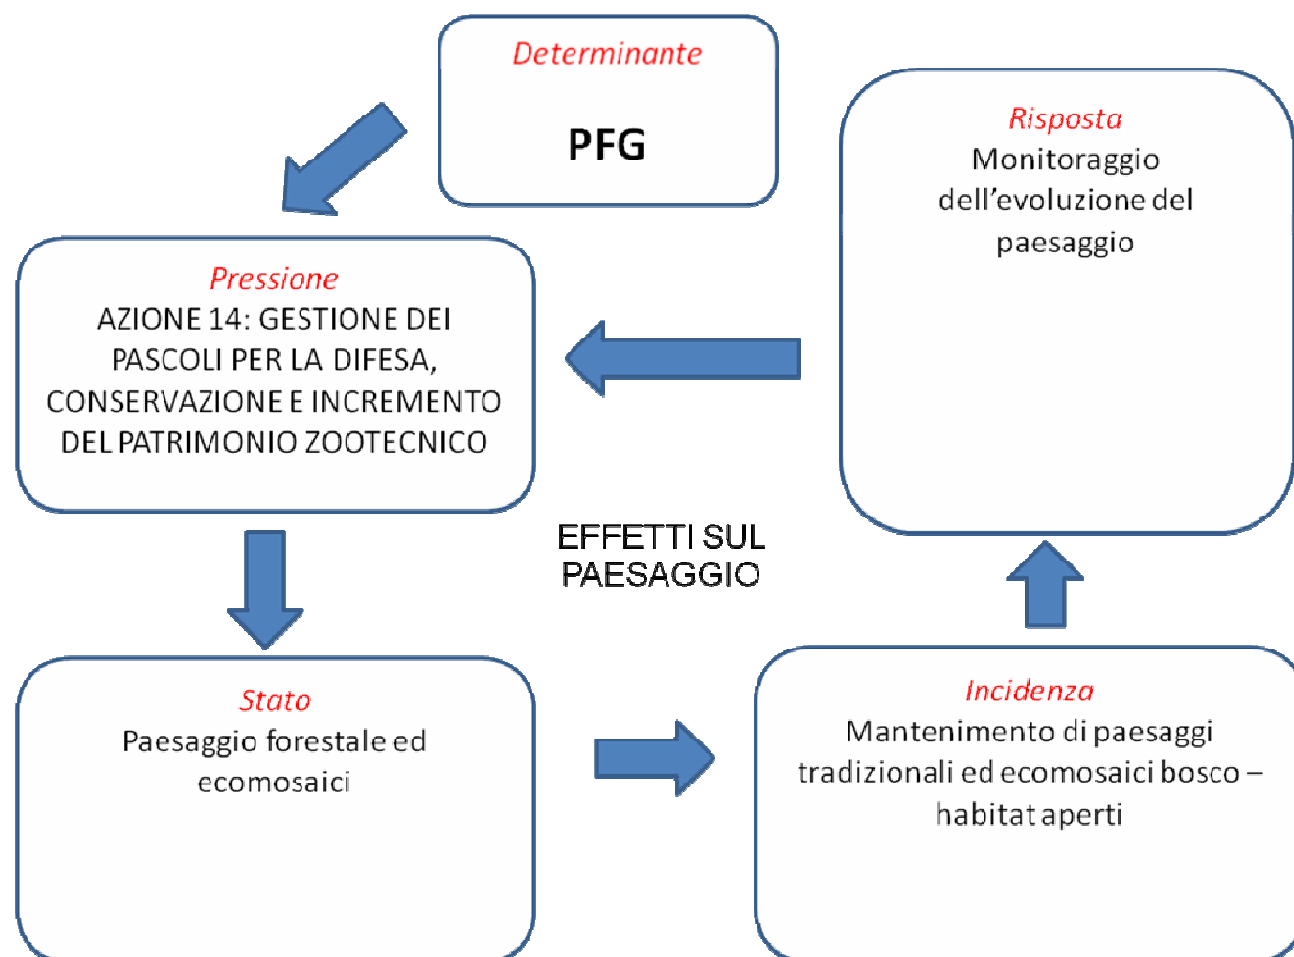 Determinante
PFG
Risposta
Monitoraggio
dell’evoluzione del
paesaggio
Pressione
AZIONE 14: GESTIONE DEI
PASCOLI PER LA DIFESA,
CONSERVAZIONE E INCREMENTO
DEL PATRIMONIO ZOOTECNICO
EFFETTI SUL
PAESAGGIO
Stato
Paesaggio forestale ed
ecomosaici
Incidenza
Mantenimento di paesaggi
tradizionali ed ecomosaici bosco –
habitat aperti